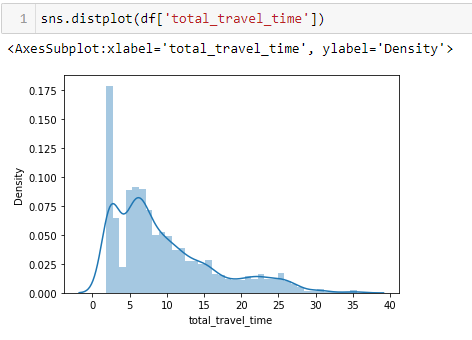 1 sns.distplot(df['total_travel_time'])
<AxesSubplot:xlabel='total_travel_time', ylabel='Density'>
0.175
0.150
0.125
0.100
0.075
0.050
0.025
0.000
Density
0 5 10 15 20 25 30 35 40
total_travel_time